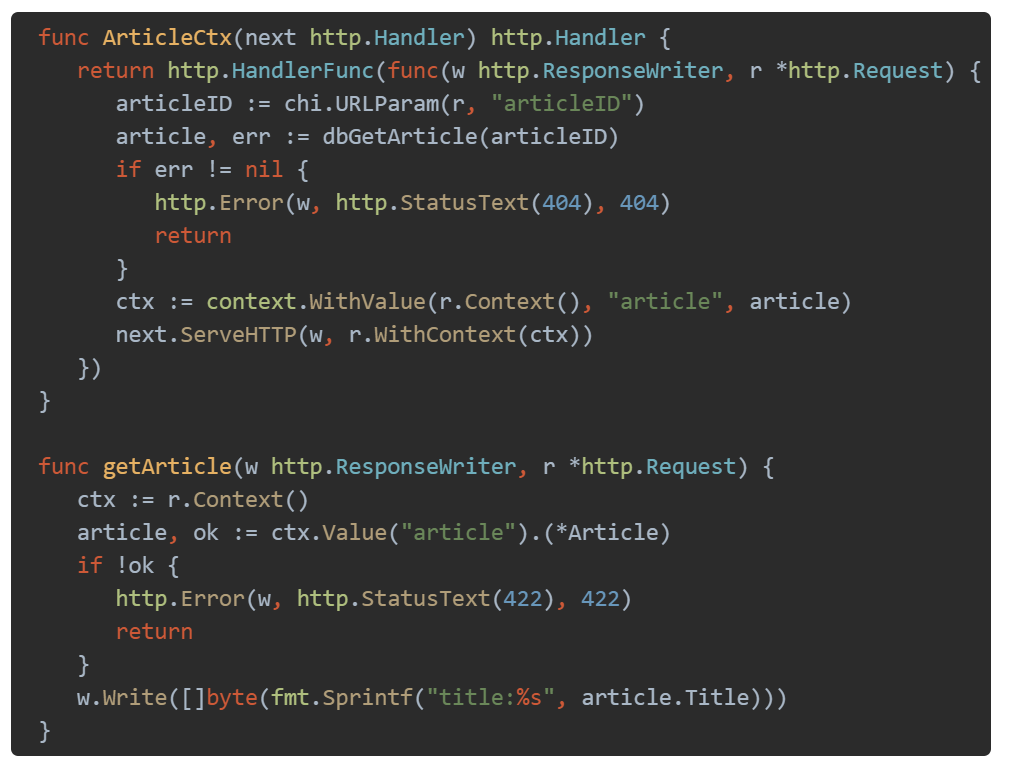 func ArticleCtx(next http.Handler) http.Handler {
   return http.HandlerFunc(func(w http.ResponseWriter, r *http.Request) {
      articleID := chi.URLParam(r, "articleID")
      article, err := dbGetArticle(articleID)
      if err != nil {
         http.Error(w, http.StatusText(404), 404)
         return
      }
      ctx := context.WithValue(r.Context(), "article", article)
      next.ServeHTTP(w, r.WithContext(ctx))
   })
}

func getArticle(w http.ResponseWriter, r *http.Request) {
   ctx := r.Context()
   article, ok := ctx.Value("article").(*Article)
   if !ok {
      http.Error(w, http.StatusText(422), 422)
      return
   }
   w.Write([]byte(fmt.Sprintf("title:%s", article.Title)))
}